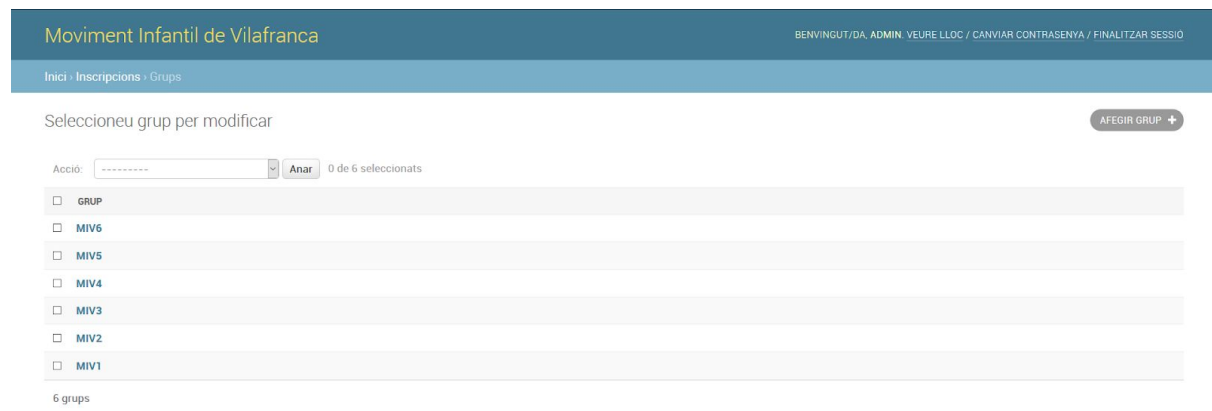 Moviment Infantil de Vilafranca
BENVINGUT/DA, ADMIN. VEURE LLOC / CANVIAR CONTRASENYA / FINALITZAR SESSIÓ
Inici › Inscripcions › Grups
Seleccioneu grup per modificar
AFEGIR GRUP +
Acció: --------- Anar 0 de 6 seleccionats
GRUP
MIV6
MIV5
MIV4
MIV3
MIV2
MIV1
6 grups